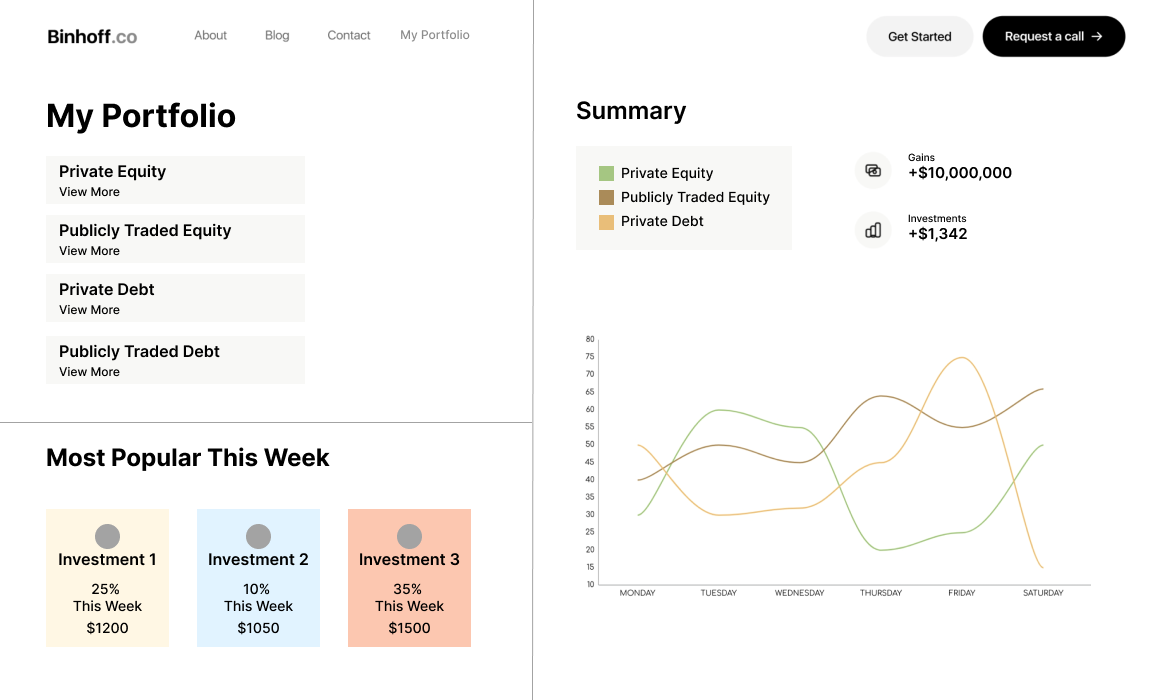 Binhoff.co
About
Blog
Contact
My Portfolio
Get Started
Request a call →
My Portfolio
Private Equity
View More
Publicly Traded Equity
View More
Private Debt
View More
Publicly Traded Debt
View More
Most Popular This Week
Investment 1
25%
This Week
$1200
Investment 2
10%
This Week
$1050
Investment 3
35%
This Week
$1500
Summary
Private Equity
Publicly Traded Equity
Private Debt
Gains
+$10,000,000
Investments
+$1,342
80
75
70
65
60
55
50
45
40
35
30
25
20
15
10
MONDAY
TUESDAY
WEDNESDAY
THURSDAY
FRIDAY
SATURDAY